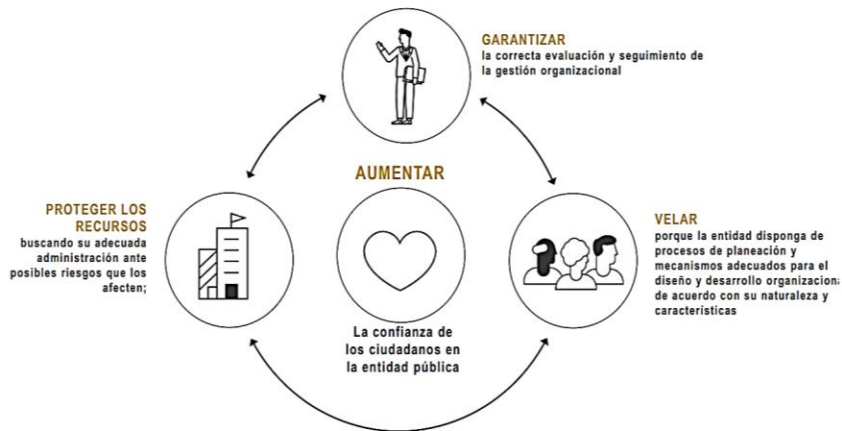 GARANTIZAR
la correcta evaluación y seguimiento de
la gestión organizacional
AUMENTAR
La confianza de
los ciudadanos en
la entidad pública
PROTEGER LOS
RECURSOS
buscando su adecuada
administración ante
posibles riesgos que los
afecten;
VELAR
porque la entidad disponga de
procesos de planeación y
mecanismos adecuados para el
diseño y desarrollo organizacion
de acuerdo con su naturaleza y
características